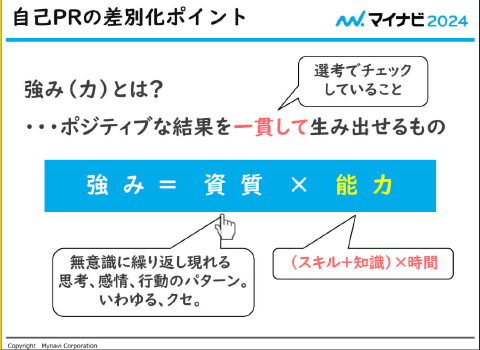 自己PRの差別化ポイント
マイナビ2024
選考でチェック
していること
強み(力)とは?
・・・ポジティブな結果を一貫して生み出せるもの
強み=資質×能力
無意識に繰り返し現れる
思考、感情、行動のパターン。
いわゆる、クセ。
(スキル+知識)×時間
Copyright Mynavi Corporation